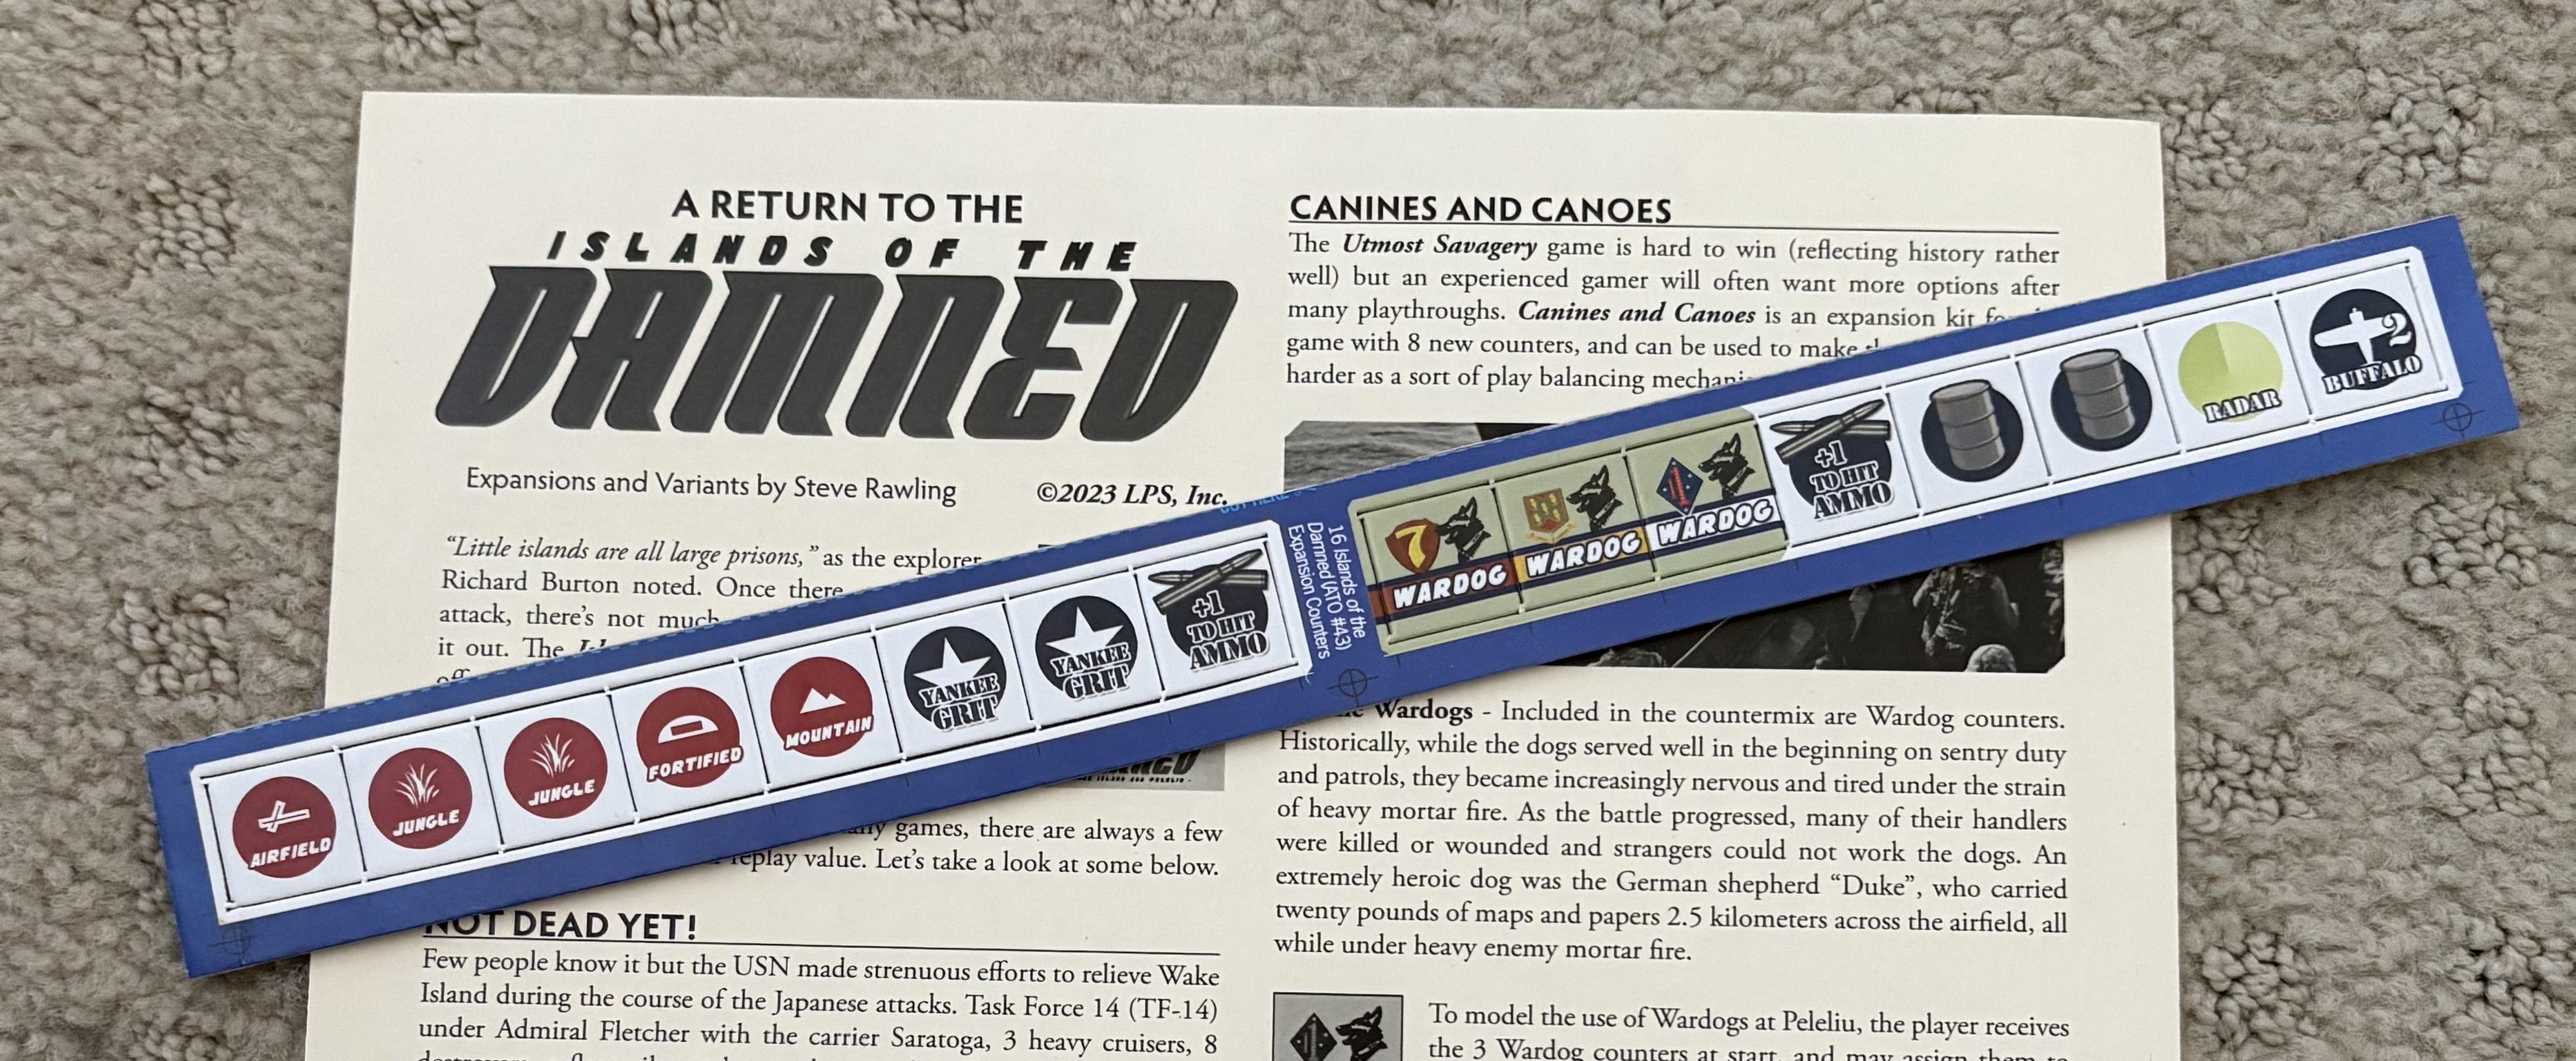 A RETURN TO THE
ISLANDS OF THE
DAMNED
Expansions and Variants by Steve Rawling ©2023 LPS, Inc.
“Little islands are all large prisons,” as the explorer
Richard Burton noted. Once there
attack, there’s not much
it out. The
games, there are always a few
replay value. Let’s take a look at some below.
NOT DEAD YET!
Few people know it but the USN made strenuous efforts to relieve Wake
Island during the course of the Japanese attacks. Task Force 14 (TF-14)
under Admiral Fletcher with the carrier Saratoga, 3 heavy cruisers, 8
CANINES AND CANOES
The Utmost Savagery game is hard to win (reflecting history rather
well) but an experienced gamer will often want more options after
many playthroughs. Canines and Canoes is an expansion kit
game with 8 new counters, and can be used to make
harder as a sort of play balancing
Wardogs - Included in the countermix are Wardog counters.
Historically, while the dogs served well in the beginning on sentry duty
and patrols, they became increasingly nervous and tired under the strain
of heavy mortar fire. As the battle progressed, many of their handlers
were killed or wounded and strangers could not work the dogs. An
extremely heroic dog was the German shepherd “Duke”, who carried
twenty pounds of maps and papers 2.5 kilometers across the airfield, all
while under heavy enemy mortar fire.
To model the use of Wardogs at Peleliu, the player receives
the 3 Wardog counters at start, and may assign them to
AIRFIELD
JUNGLE
JUNGLE
FORTIFIED
MOUNTAIN
YANKEE
GRIT
YANKEE
GRIT
+1
TO HIT
AMMO
16 Islands of the
Damned (ATO #43)
Expansion Counters
7
WARDOG
WARDOG
WARDOG
+1
TO HIT
AMMO
RADAR
2
BUFFALO